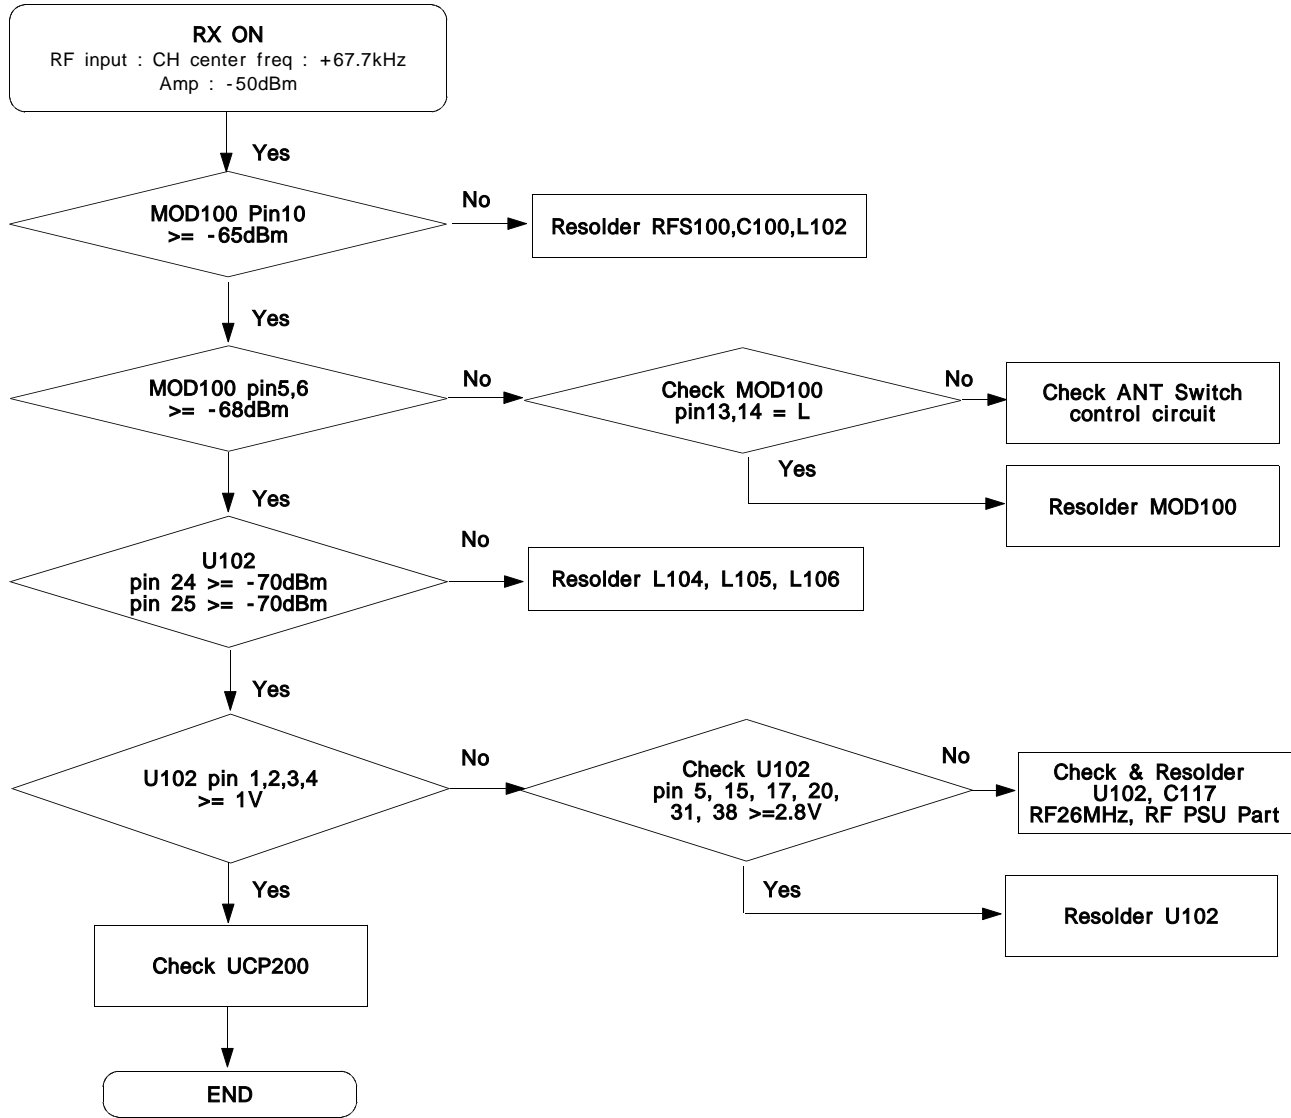 RX ON
RF input : CH center freq : +67.7kHz
Amp : -50dBm
Yes
MOD100 Pin10
>= -65dBm
No
Resolder RFS100,C100,L102
Yes
MOD100 pin5,6
>= -68dBm
No
Check MOD100
pin13,14 = L
No
Check ANT Switch
control circuit
Yes
Resolder MOD100
Yes
U102
pin 24 >= -70dBm
pin 25 >= -70dBm
No
Resolder L104, L105, L106
Yes
U102 pin 1,2,3,4
>= 1V
No
Check U102
pin 5, 15, 17, 20,
31, 38 >=2.8V
No
Check & Resolder
U102, C117
RF26MHz, RF PSU Part
Yes
Resolder U102
Yes
Check UCP200
END